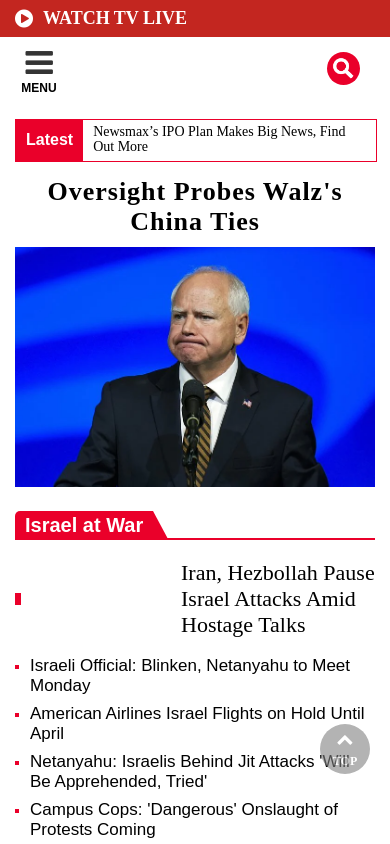 WATCH TV LIVE
MENU
Latest
Newsmax’s IPO Plan Makes Big News, Find
Out More
Oversight Probes Walz's
China Ties
Israel at War
Iran, Hezbollah Pause
Israel Attacks Amid
Hostage Talks
Israeli Official: Blinken, Netanyahu to Meet
Monday
American Airlines Israel Flights on Hold Until
April
Netanyahu: Israelis Behind Jit Attacks 'Will
Be Apprehended, Tried'
TOP
Campus Cops: 'Dangerous' Onslaught of
Protests Coming